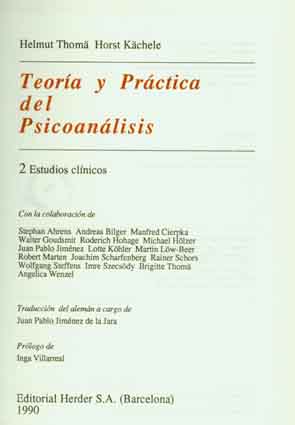 Helmut Thomä Horst Kächele
Teoría y Práctica
del
Psicoanálisis
2 Estudios clínicos
Con la colaboración de
Stephan Ahrens Andreas Bilger Manfred Cierpka
Walter Goudsmit Roderich Hohage Michael Hölzer
Juan Pablo Jiménez Lotte Köhler Martin Löw-Beer
Robert Marten Joachim Scharfenberg Rainer Schors
Wolfgang Steffens Imre Szecsödy Brigitte Thomä
Angelica Wenzel
Traducción del alemán a cargo de
Juan Pablo Jiménez de la Jara
Prólogo de
Inga Villarreal
Editorial Herder S.A. (Barcelona)
1990